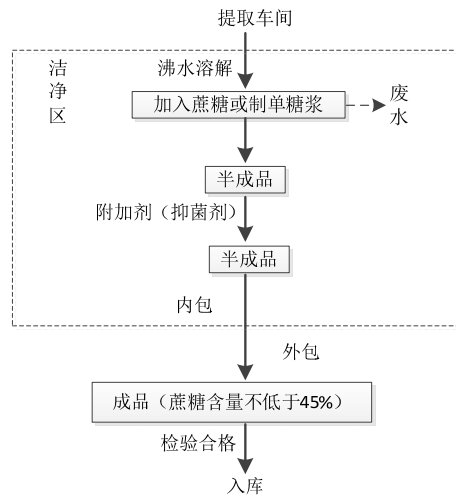 提取车间
洁净区
沸水溶解
加入蔗糖或制单糖浆
废水
半成品
附加剂（抑菌剂）
半成品
内包
外包
成品（蔗糖含量不低于45%）
检验合格
入库